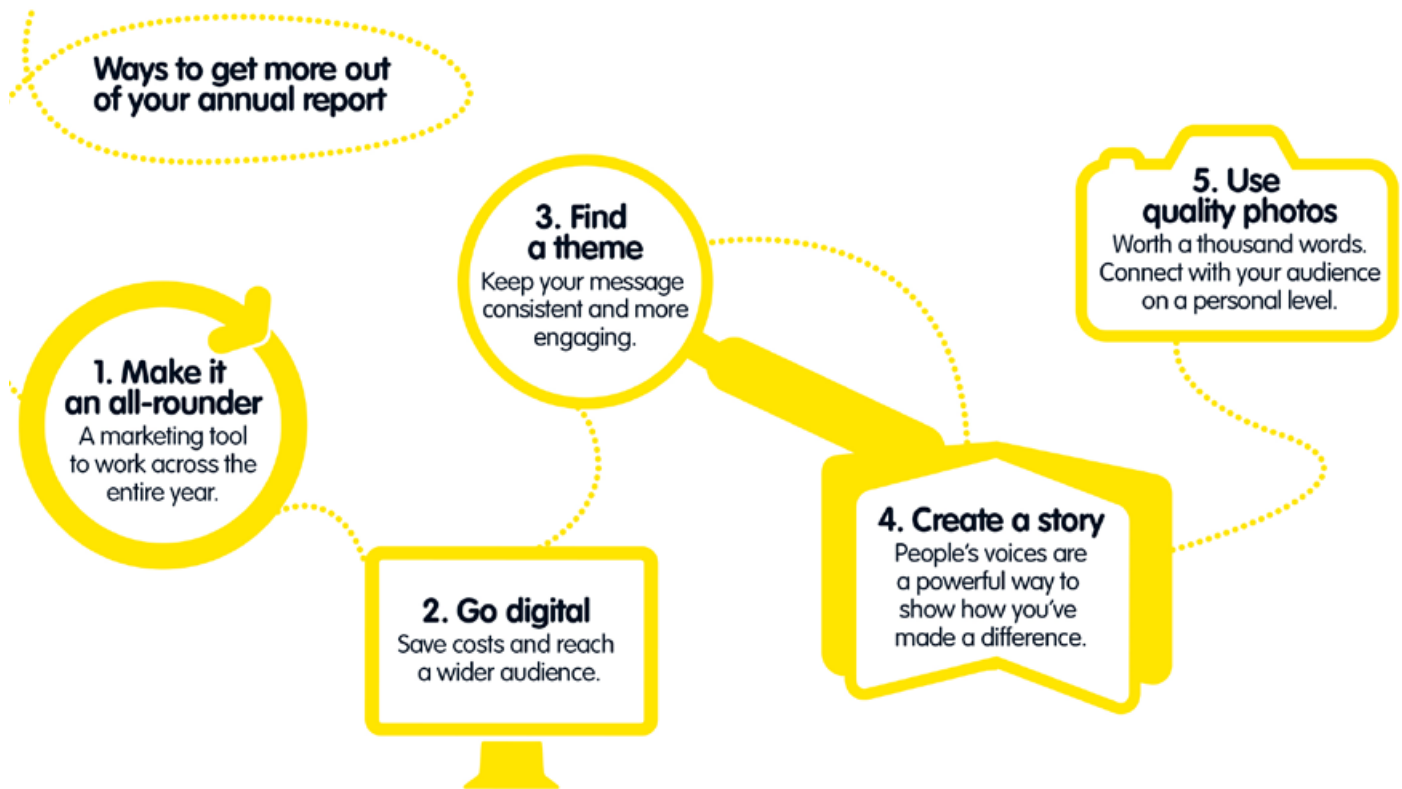 Ways to get more out
of your annual report
1. Make it
an all-rounder
A marketing tool
to work across the
entire year.
2. Go digital
Save costs and reach
a wider audience.
3. Find
a theme
Keep your message
consistent and more
engaging.
4. Create a story
People's voices are
a powerful way to
show how you've
made a difference.
5. Use
quality photos
Worth a thousand words.
Connect with your audience
on a personal level.